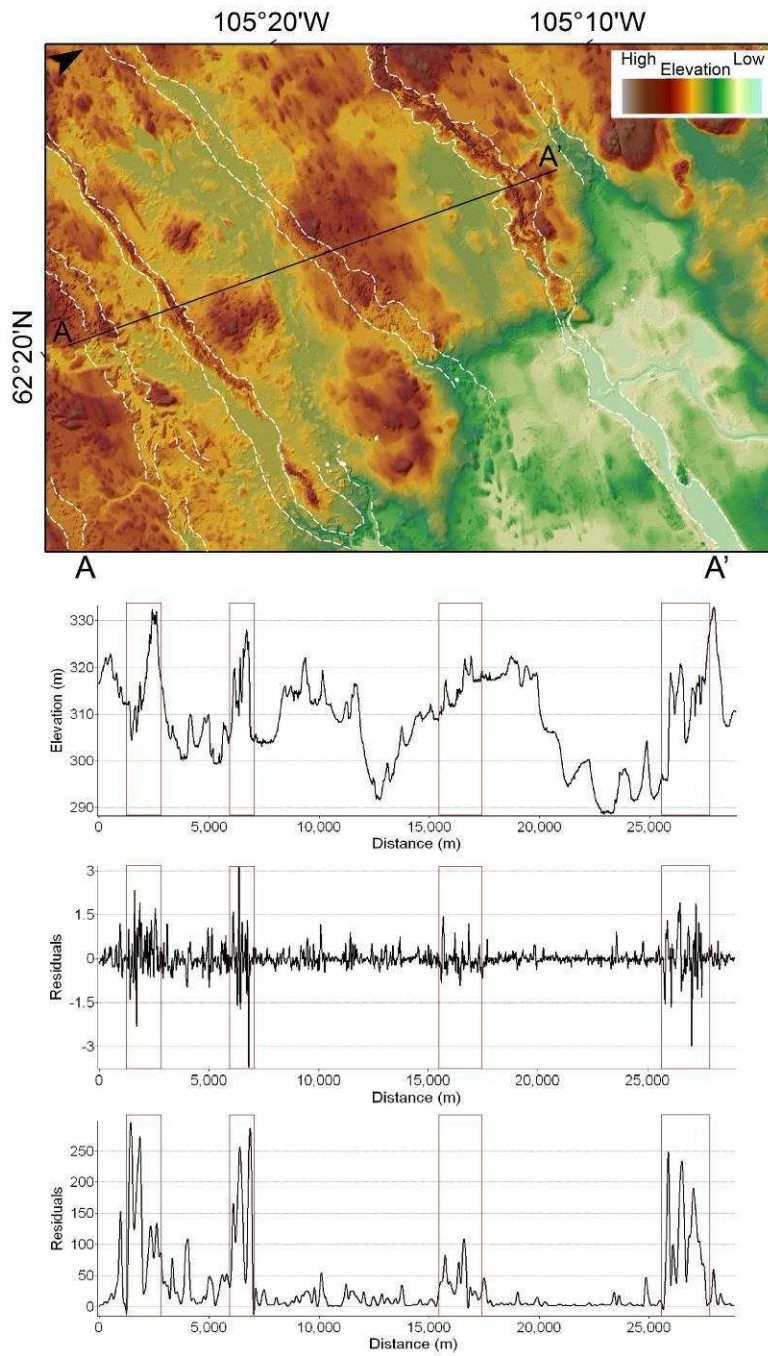 105°20'W 105°10'W
High Low
Elevation
A'
A
62°20'N
A A'
330
320
310
300
290
Elevation (m)
0 5,000 10,000 15,000 20,000 25,000
Distance (m)
3
1.5
0
-1.5
-3
Residuals
0 5,000 10,000 15,000 20,000 25,000
Distance (m)
250
200
150
100
50
0
Residuals
0 5,000 10,000 15,000 20,000 25,000
Distance (m)